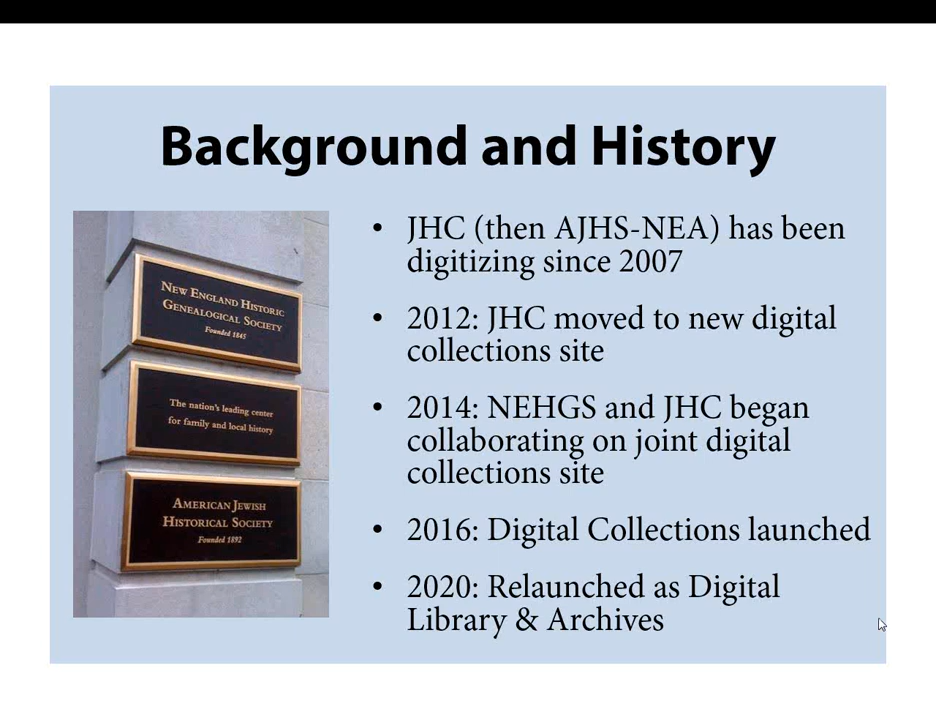 Background and History
NEW ENGLAND HISTORIC
GENEALOGICAL SOCIETY
Founded 1845
The nation's leading center
for family and local history
AMERICAN JEWISH
HISTORICAL SOCIETY
Founded 1892
• JHC (then AJHS-NEA) has been
digitizing since 2007
• 2012: JHC moved to new digital
collections site
• 2014: NEHGS and JHC began
collaborating on joint digital
collections site
• 2016: Digital Collections launched
• 2020: Relaunched as Digital
Library & Archives